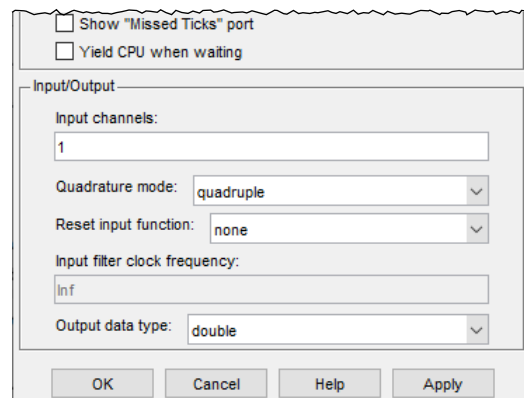 Show "Missed Ticks" port
Yield CPU when waiting
Input/Output
Input channels:
1
Quadrature mode: quadruple
Reset input function: none
Input filter clock frequency:
Inf
Output data type: double
OK Cancel Help Apply